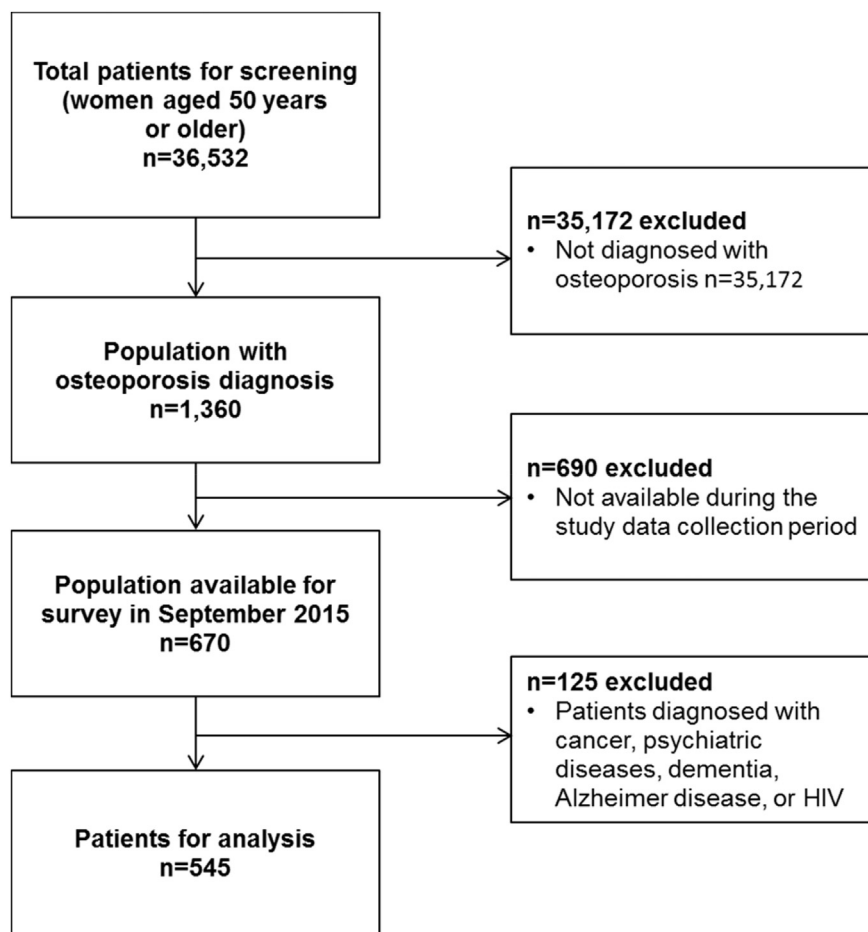 Total patients for screening
(women aged 50 years
or older)
n=36,532
n=35,172 excluded
• Not diagnosed with
osteoporosis n=35,172
Population with
osteoporosis diagnosis
n=1,360
n=690 excluded
• Not available during the
study data collection period
Population available for
survey in September 2015
n=670
n=125 excluded
• Patients diagnosed with
cancer, psychiatric
diseases, dementia,
Alzheimer disease, or HIV
Patients for analysis
n=545